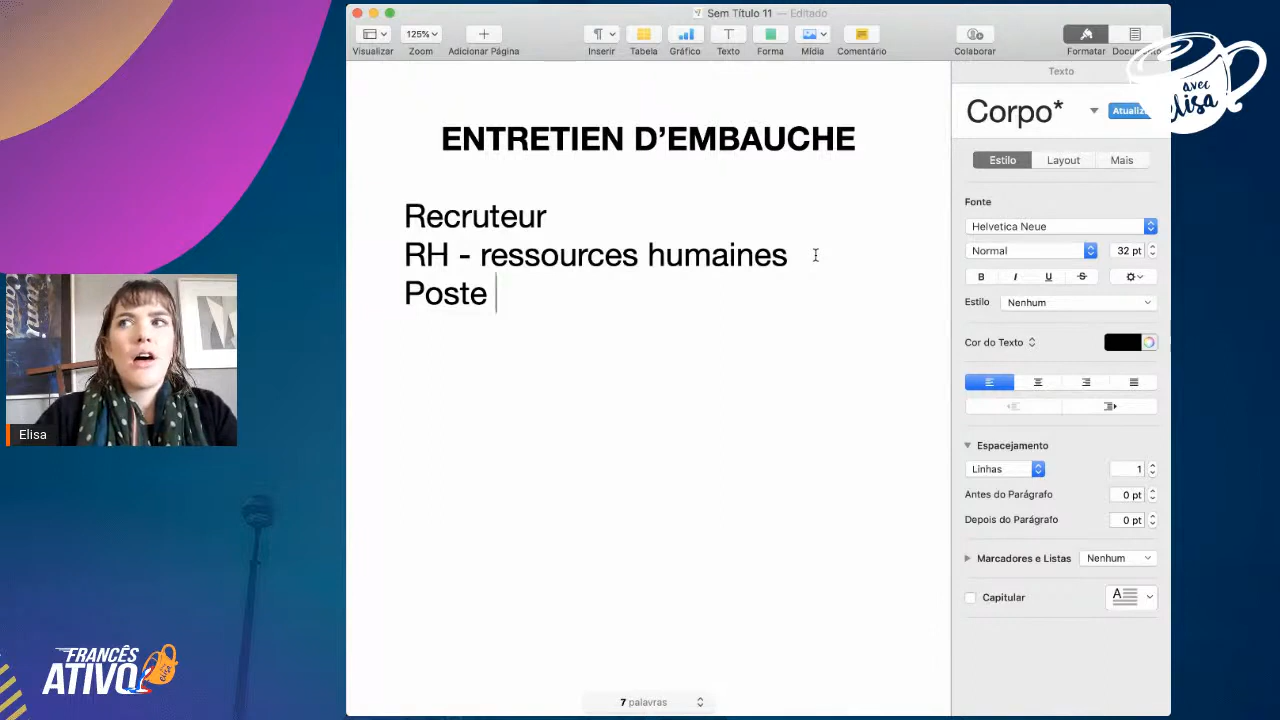 Sem Título 11 — Editado
Visualizar
125%
Zoom
Adicionar Página
Inserir
Tabela
Gráfico
T
Texto
Forma
Mídia
Comentário
Colaborar
Formatar
Documento
avec
elisa
Texto
Corpo*
Atualiz
Estilo
Layout
Mais
ENTRETIEN D’EMBAUCHE
Recruteur
RH - ressources humaines
Poste
Fonte
Helvetica Neue
Normal
32 pt
B
I
U
S
Estilo
Nenhum
Cor do Texto
Espacejamento
Linhas
1
Antes do Parágrafo
0 pt
Depois do Parágrafo
0 pt
Marcadores e Listas
Nenhum
Capitular
A
Elisa
FRANCÊS
ATIVO
7 palavras